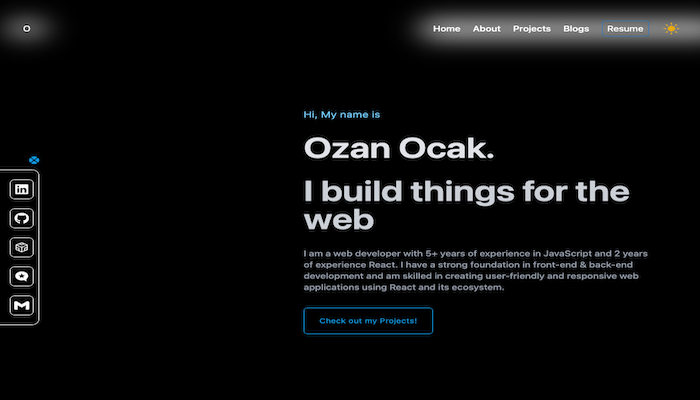 O
Home About Projects Blogs Resume
Hi, My name is
Ozan Ocak.
I build things for the
web
I am a web developer with 5+ years of experience in JavaScript and 2 years
of experience React. I have a strong foundation in front-end & back-end
development and am skilled in creating user-friendly and responsive web
applications using React and its ecosystem.
Check out my Projects!
in